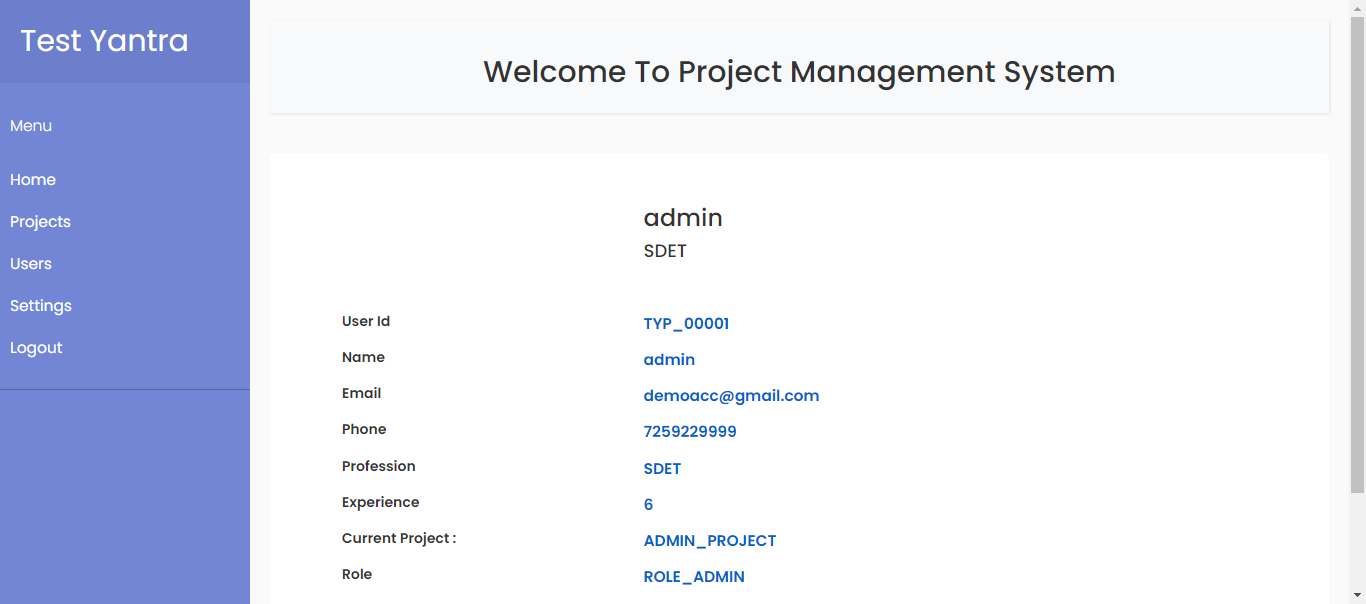 Test Yantra
Menu
Home
Projects
Users
Settings
Logout
Welcome To Project Management System
admin
SDET
User Id TYP_00001
Name admin
Email demoacc@gmail.com
Phone 7259229999
Profession SDET
Experience 6
Current Project : ADMIN_PROJECT
Role ROLE_ADMIN